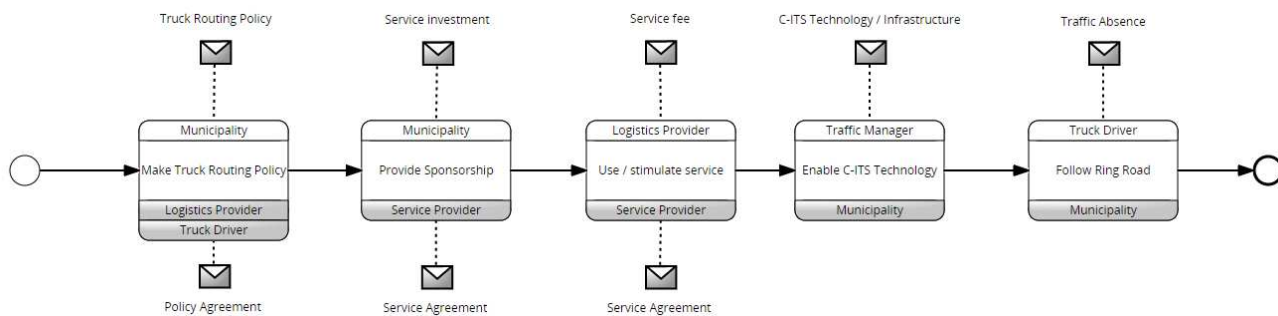 Truck Routing Policy
Service investment
Service fee
C-ITS Technology / Infrastructure
Traffic Absence
Municipality
Municipality
Logistics Provider
Traffic Manager
Truck Driver
Make Truck Routing Policy
Provide Sponsorship
Use / stimulate service
Enable C-ITS Technology
Follow Ring Road
Logistics Provider
Service Provider
Service Provider
Municipality
Municipality
Truck Driver
Policy Agreement
Service Agreement
Service Agreement